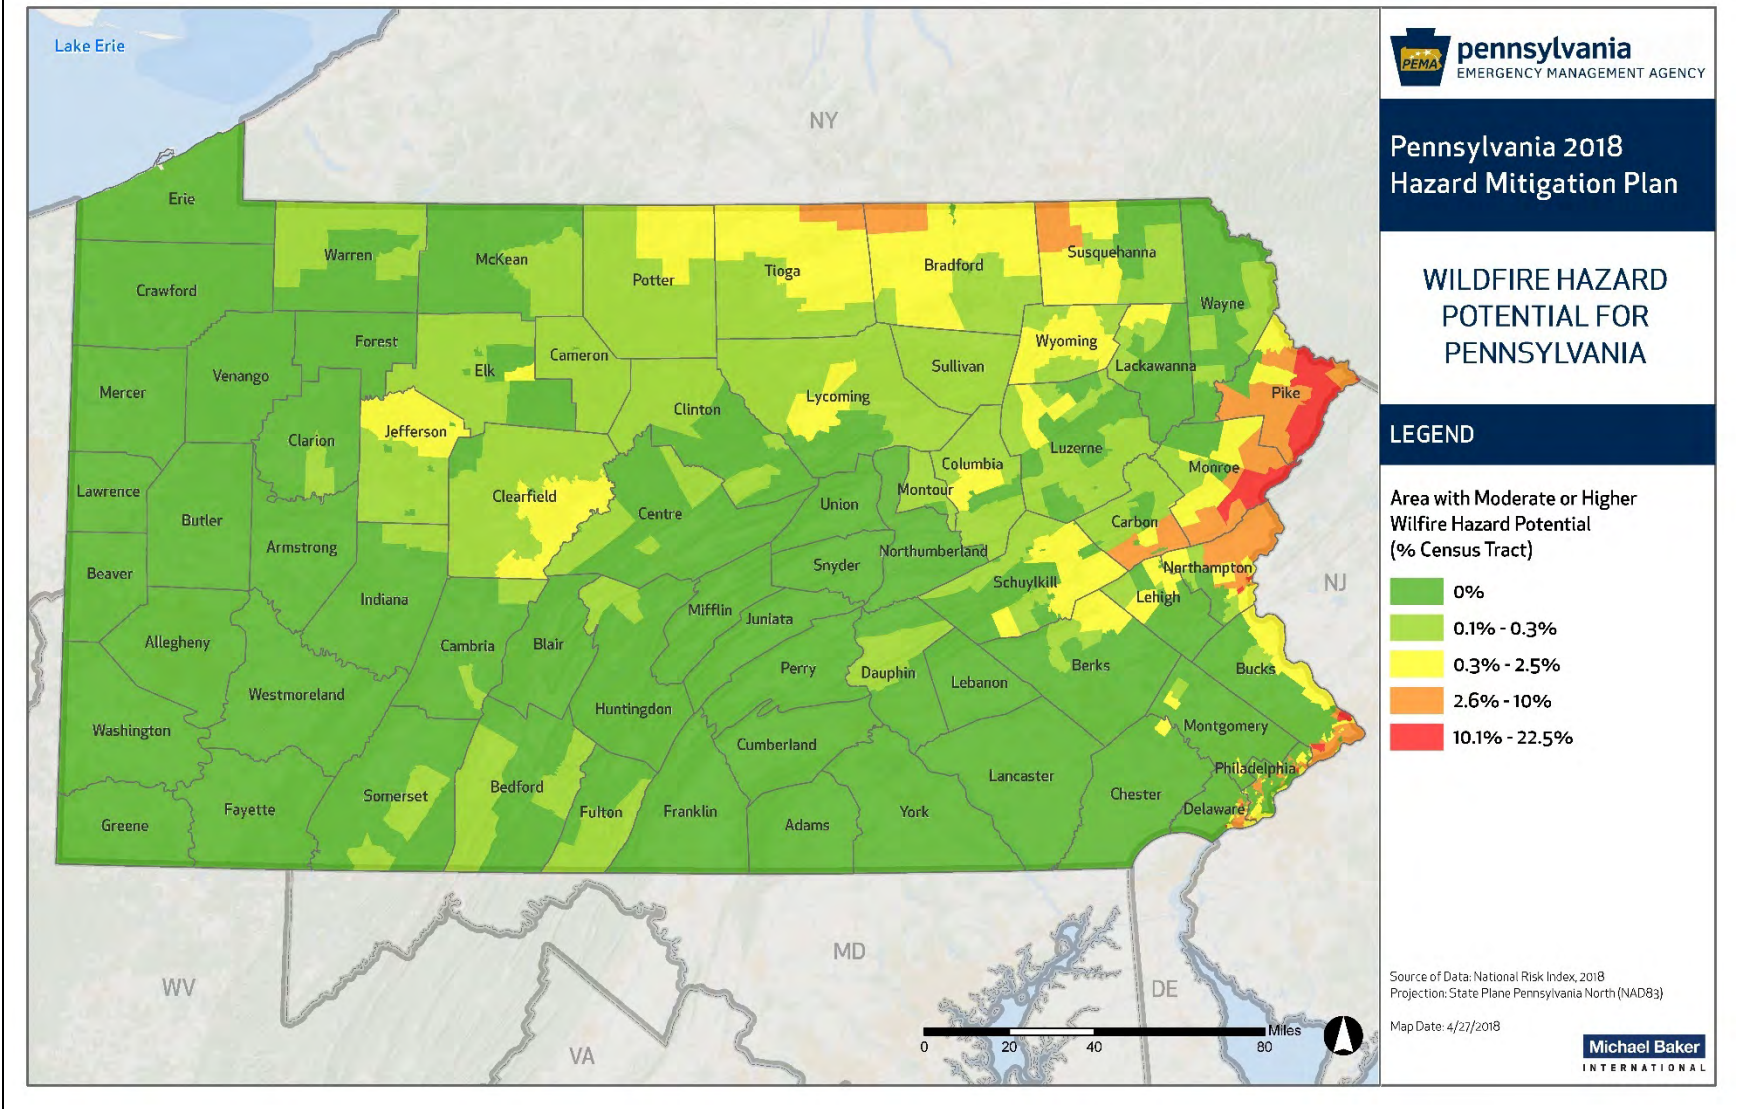 Lake Erie
NY
Erie
Warren
McKean
Potter
Tioga
Bradford
Susquehanna
Crawford
Wayne
Forest
Wyoming
Cameron
Elk
Sullivan
Lackawanna
Venango
Mercer
Pike
Lycoming
Clinton
Jefferson
Clarion
Luzerne
Columbia
Monroe
Lawrence
Montour
Clearfield
Union
Centre
Butler
Carbon
Armstrong
Northumberland
Snyder
Northampton
Beaver
Schuylkill
NJ
Lehigh
Indiana
Mifflin
Juniata
Allegheny
Cambria
Blair
Perry
Dauphin
Berks
Bucks
Lebanon
Westmoreland
Huntingdon
Washington
Montgomery
Cumberland
Philadelphia
Lancaster
Bedford
Somerset
Chester
Fayette
Fulton
Franklin
York
Delaware
Greene
Adams
MD
WV
DE
VA
Miles
0 20 40 80
PEMA
pennsylvania
EMERGENCY MANAGEMENT AGENCY
Pennsylvania 2018
Hazard Mitigation Plan
WILDFIRE HAZARD
POTENTIAL FOR
PENNSYLVANIA
LEGEND
Area with Moderate or Higher
Wilfire Hazard Potential
(% Census Tract)
0%
0.1% - 0.3%
0.3% - 2.5%
2.6% - 10%
10.1% - 22.5%
Source of Data: National Risk Index, 2018
Projection: State Plane Pennsylvania North (NAD83)
Map Date: 4/27/2018
Michael Baker
INTERNATIONAL